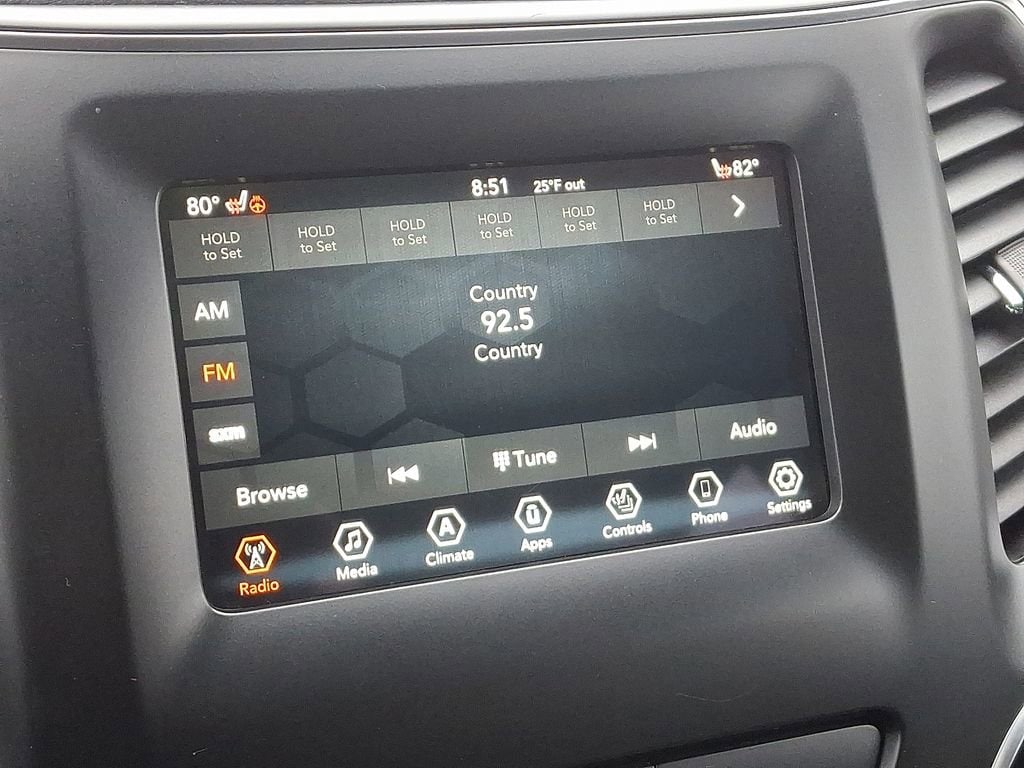 80° 8:51 25°F out 82°
HOLD to Set HOLD to Set HOLD to Set HOLD to Set HOLD to Set HOLD to Set
AM
Country
92.5
Country
FM
sxm
Browse Tune Audio
Radio Media A Climate Apps Controls Phone Settings